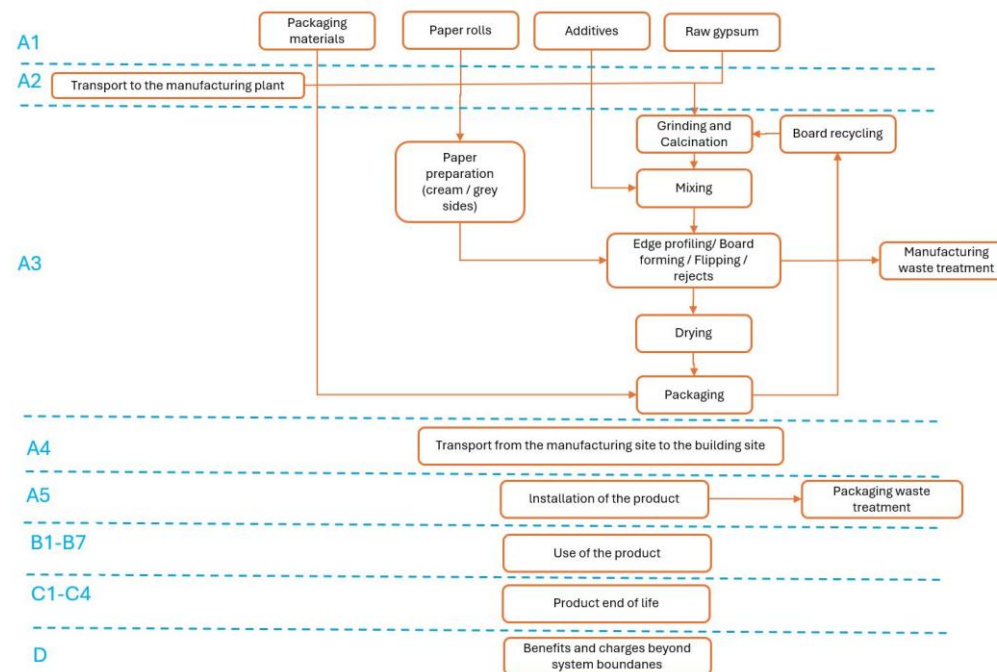 Packaging
materials
Paper rolls
Additives
Raw gypsum
A1
A2
Transport to the manufacturing plant
Grinding and
Calcination
Board recycling
Paper
preparation
(cream / grey
sides)
Mixing
A3
Edge profiling/ Board
forming / Flipping /
rejects
Manufacturing
waste treatment
Drying
Packaging
A4
Transport from the manufacturing site to the building site
A5
Installation of the product
Packaging waste
treatment
B1-B7
Use of the product
C1-C4
Product end of life
D
Benefits and charges beyond
system boundanes